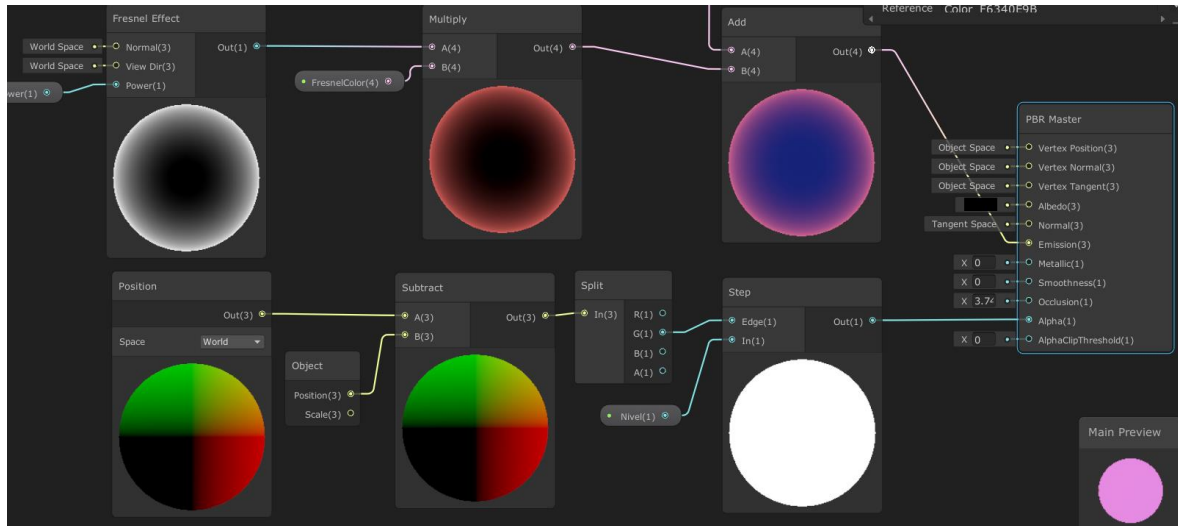 Reference Color_F6340E9B
Fresnel Effect
World Space
Normal(3)
Out(1)
World Space
View Dir(3)
Power(1)
Multiply
A(4)
Out(4)
B(4)
FresnelColor(4)
Add
A(4)
Out(4)
B(4)
PBR Master
Object Space
Vertex Position(3)
Object Space
Vertex Normal(3)
Object Space
Vertex Tangent(3)
Albedo(3)
Tangent Space
Normal(3)
Emission(3)
X 0
Metallic(1)
X 0
Smoothness(1)
X 3.74
Occlusion(1)
Alpha(1)
X 0
AlphaClipThreshold(1)
Position
Out(3)
Space World
Object
Position(3)
Scale(3)
Subtract
A(3)
Out(3)
B(3)
Split
In(3)
R(1)
G(1)
B(1)
A(1)
Nivel(1)
Step
Edge(1)
Out(1)
In(1)
Main Preview